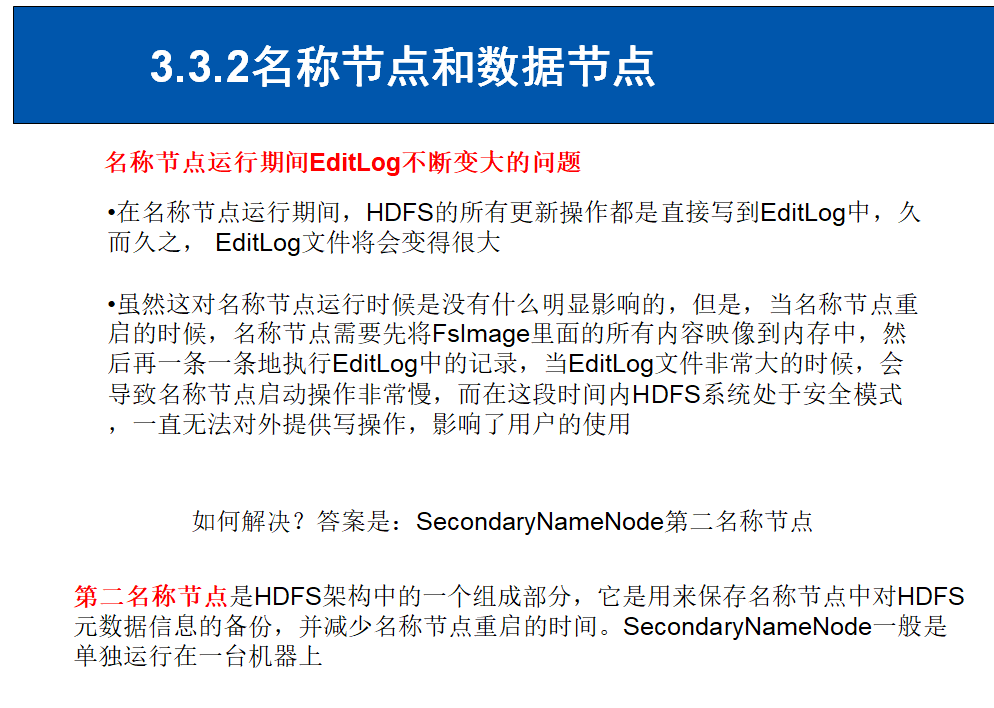 3.3.2名称节点和数据节点
名称节点运行期间EditLog不断变大的问题
•在名称节点运行期间，HDFS的所有更新操作都是直接写到EditLog中，久
而久之， EditLog文件将会变得很大
•虽然这对名称节点运行时候是没有什么明显影响的，但是，当名称节点重
启的时候，名称节点需要先将FsImage里面的所有内容映像到内存中，然
后再一条一条地执行EditLog中的记录，当EditLog文件非常大的时候，会
导致名称节点启动操作非常慢，而在这段时间内HDFS系统处于安全模式
，一直无法对外提供写操作，影响了用户的使用
如何解决？答案是：SecondaryNameNode第二名称节点
第二名称节点是HDFS架构中的一个组成部分，它是用来保存名称节点中对HDFS
元数据信息的备份，并减少名称节点重启的时间。SecondaryNameNode一般是
单独运行在一台机器上